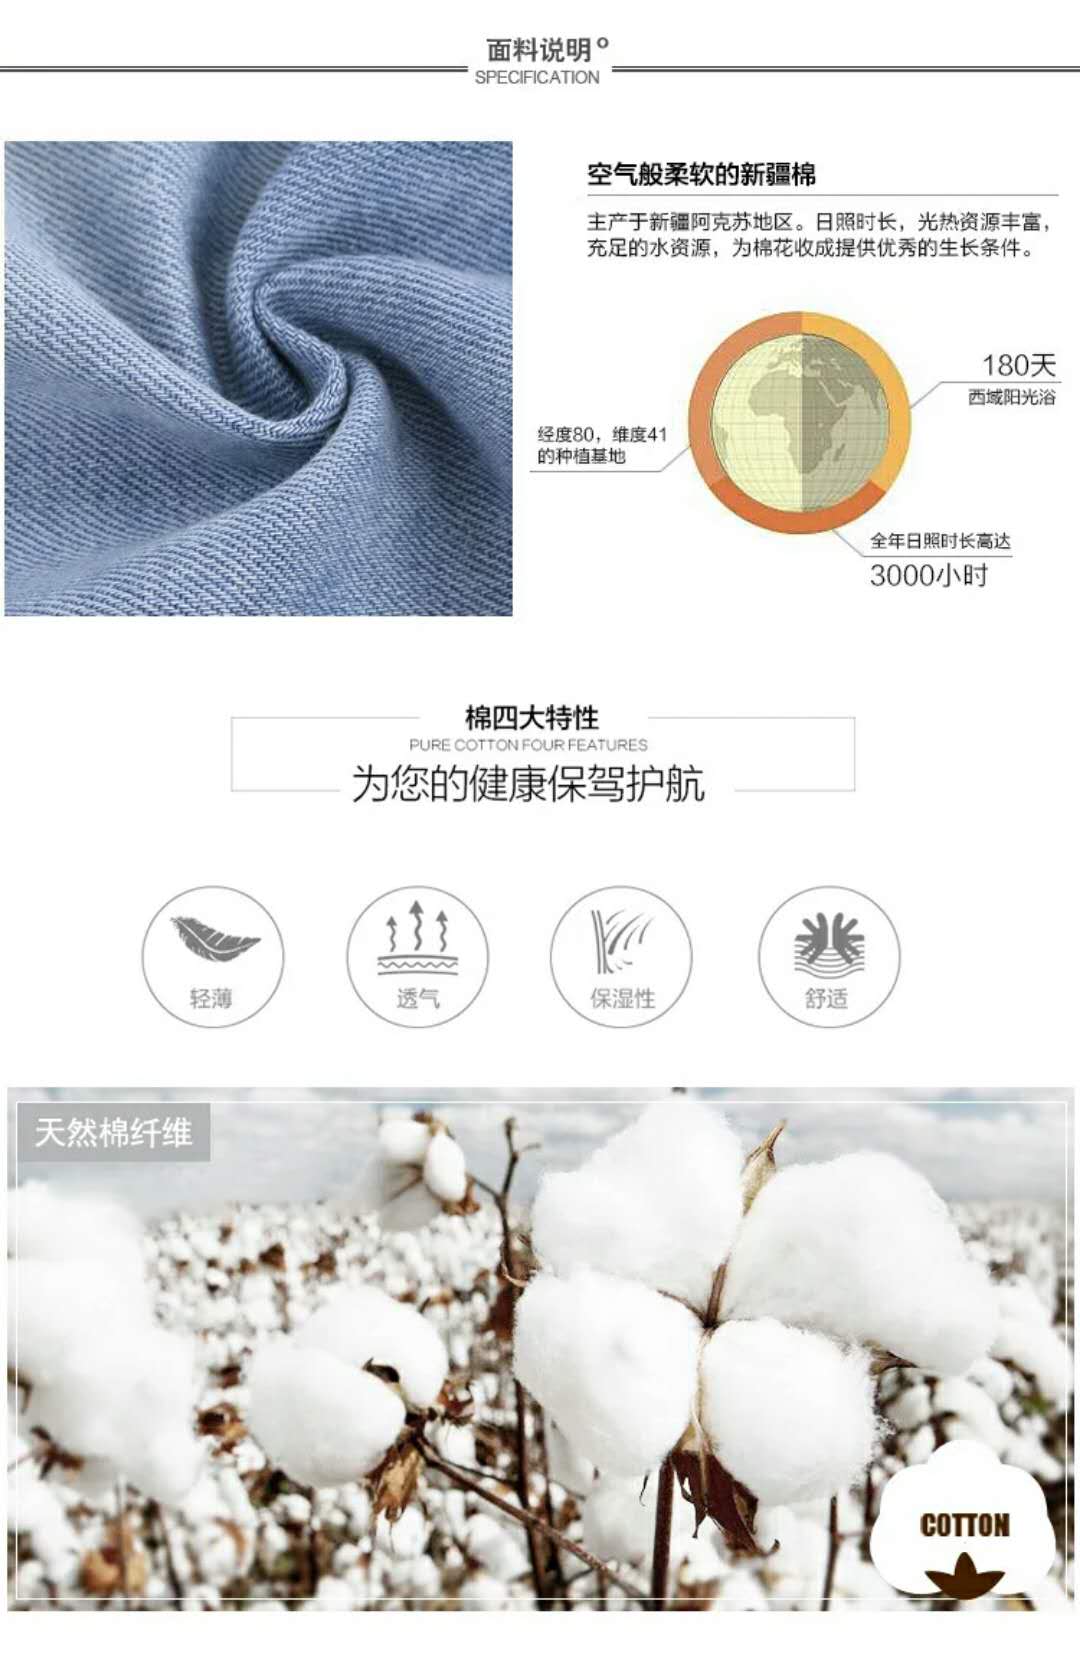 面料说明
SPECIFICATION
空气般柔软的新疆棉
主产于新疆阿克苏地区。日照时长，光热资源丰富，
充足的水资源，为棉花收成提供优秀的生长条件。
180天
西域阳光浴
经度80，维度41
的种植基地
全年日照时长高达
3000小时
棉四大特性
PURE COTTON FOUR FEATURES
为您的健康保驾护航
轻薄
透气
保湿性
舒适
天然棉纤维
COTTON